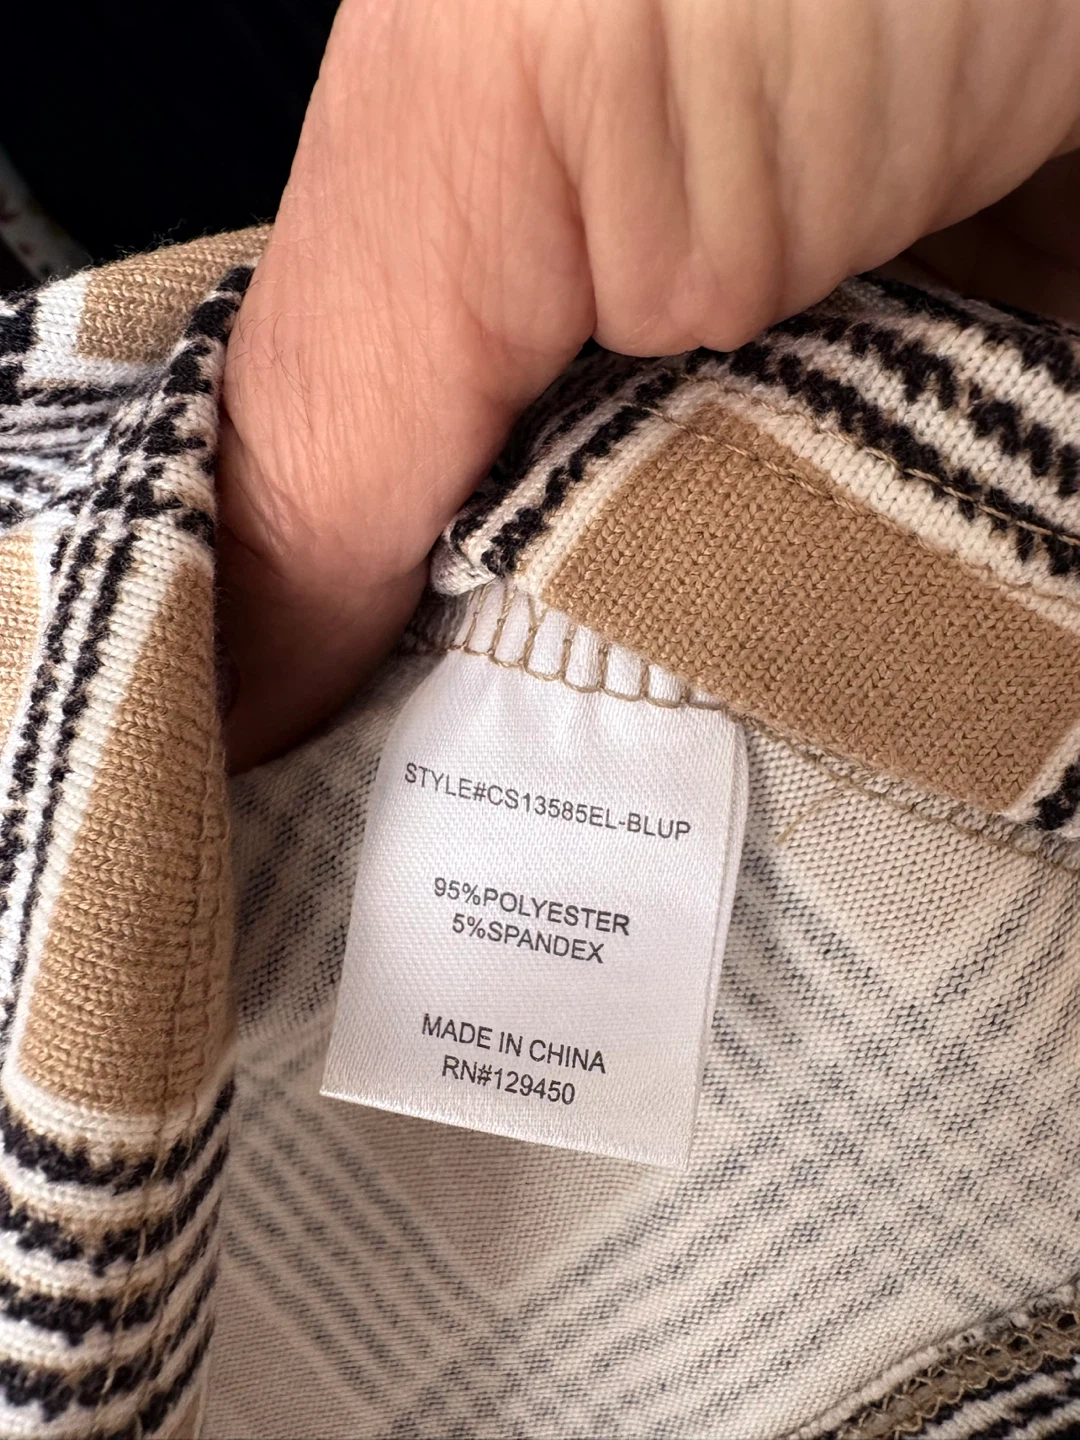 STYLE#CS13585EL-BLUP
95%POLYESTER
5%SPANDEX
MADE IN CHINA
RN#129450